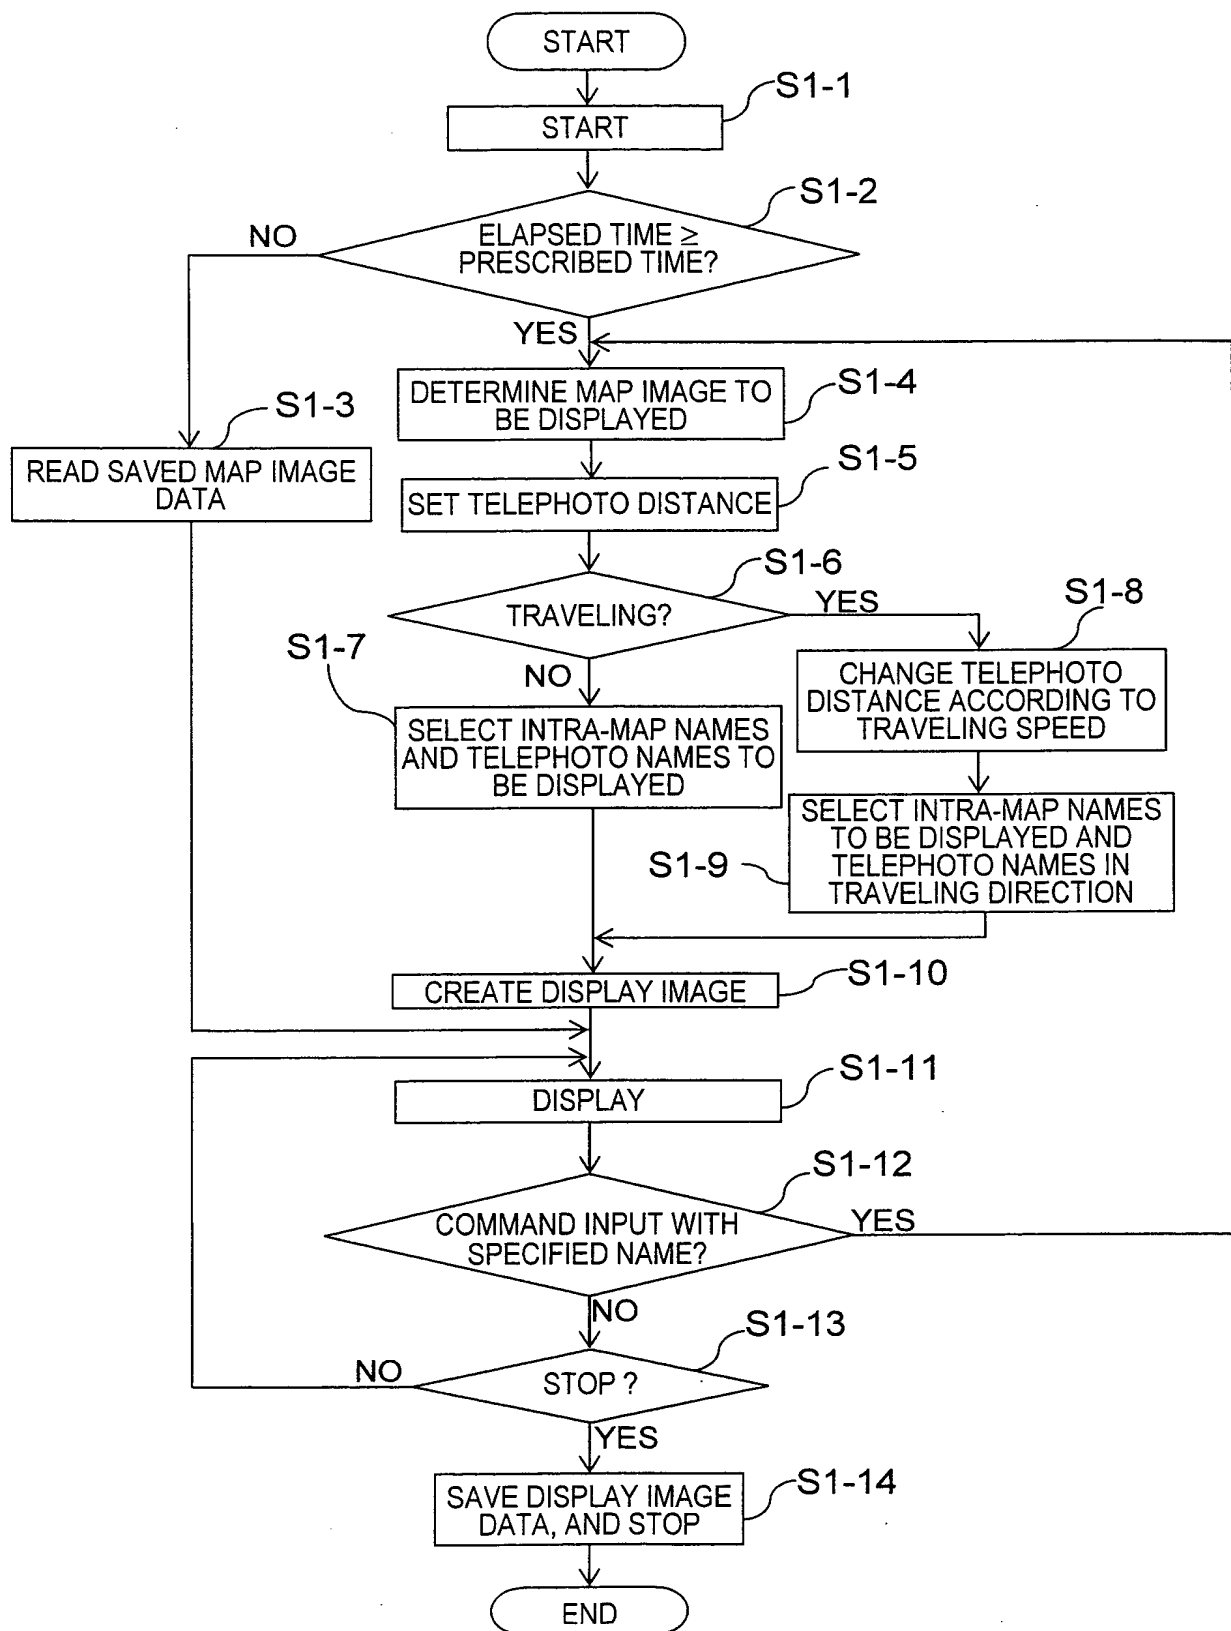 START
S1-1
START
S1-2
NO
ELAPSED TIME ≥
PRESCRIBED TIME?
YES
S1-4
DETERMINE MAP IMAGE TO
BE DISPLAYED
S1-3
READ SAVED MAP IMAGE
DATA
S1-5
SET TELEPHOTO DISTANCE
S1-6
TRAVELING?
YES
S1-8
S1-7
NO
CHANGE TELEPHOTO
DISTANCE ACCORDING TO
TRAVELING SPEED
SELECT INTRA-MAP NAMES
AND TELEPHOTO NAMES TO
BE DISPLAYED
SELECT INTRA-MAP NAMES
TO BE DISPLAYED AND
TELEPHOTO NAMES IN
TRAVELING DIRECTION
S1-9
S1-10
CREATE DISPLAY IMAGE
S1-11
DISPLAY
S1-12
COMMAND INPUT WITH
SPECIFIED NAME?
YES
NO
S1-13
NO
STOP ?
YES
S1-14
SAVE DISPLAY IMAGE
DATA, AND STOP
END